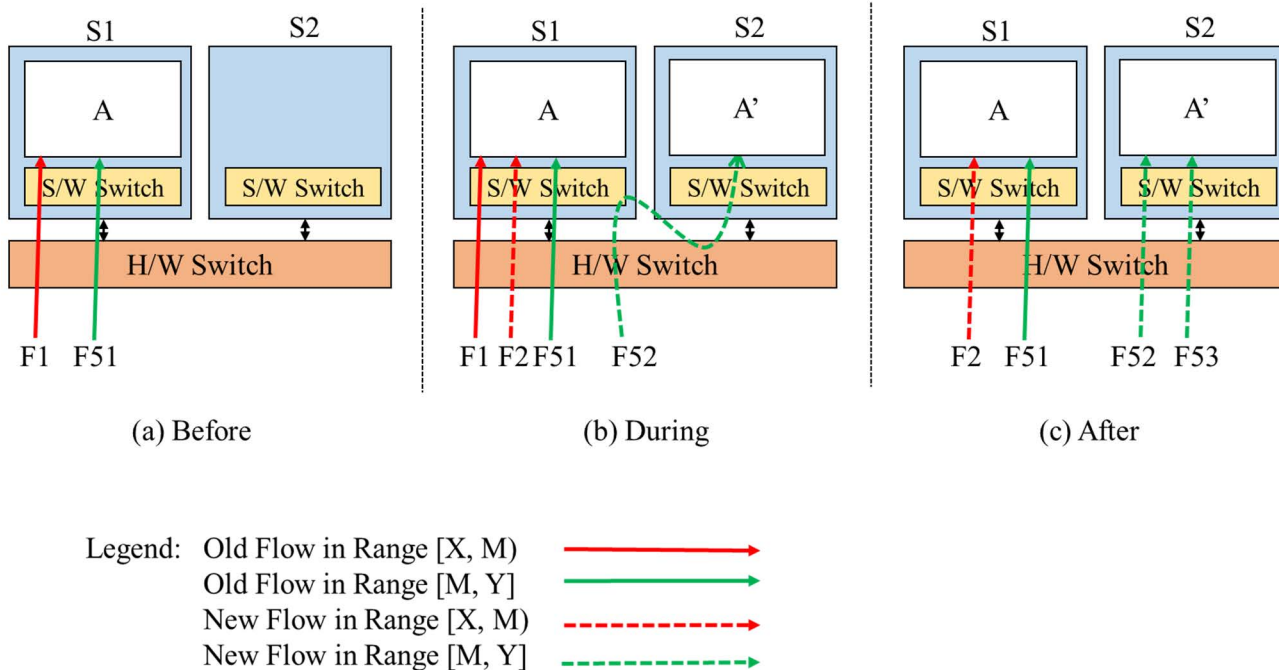 S1 S2 S1 S2 S1 S2
A A A' A A'
S/W Switch S/W Switch S/W Switch S/W Switch S/W Switch S/W Switch
H/W Switch H/W Switch H/W Switch
F1 F51 F1 F2 F51 F52 F2 F51 F52 F53
(a) Before (b) During (c) After
Legend: Old Flow in Range [X, M)
Old Flow in Range [M, Y]
New Flow in Range [X, M)
New Flow in Range [M, Y]